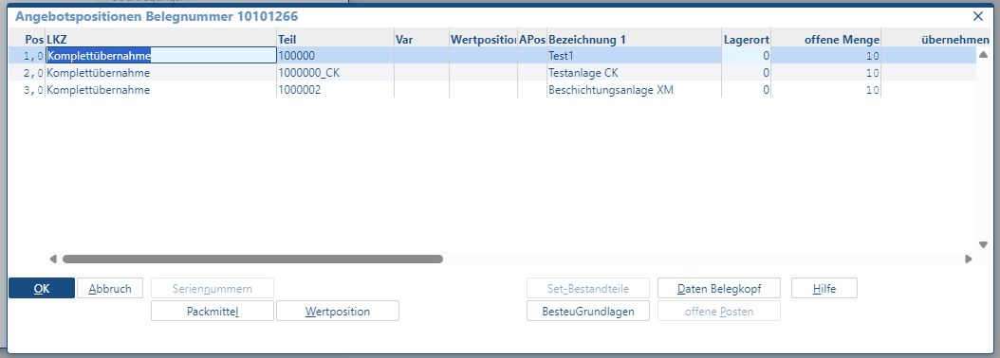 Angebotspositionen Belegnummer 10101266
Pos LKZ Teil Var Wertposition APos Bezeichnung 1 Lagerort offene Menge übernehmen
1,0 Komplettübernahme 100000 Test1 0 10
2,0 Komplettübernahme 1000000_CK Testanlage CK 0 10
3,0 Komplettübernahme 1000002 Beschichtungsanlage XM 0 10
OK Abbruch Seriennummern Set-Bestandteile Daten Belegkopf Hilfe
Packmittel Wertposition BesteuGrundlagen offene Posten